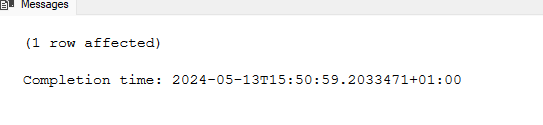 Messages
(1 row affected)
Completion time: 2024-05-13T15:50:59.2033471+01:00